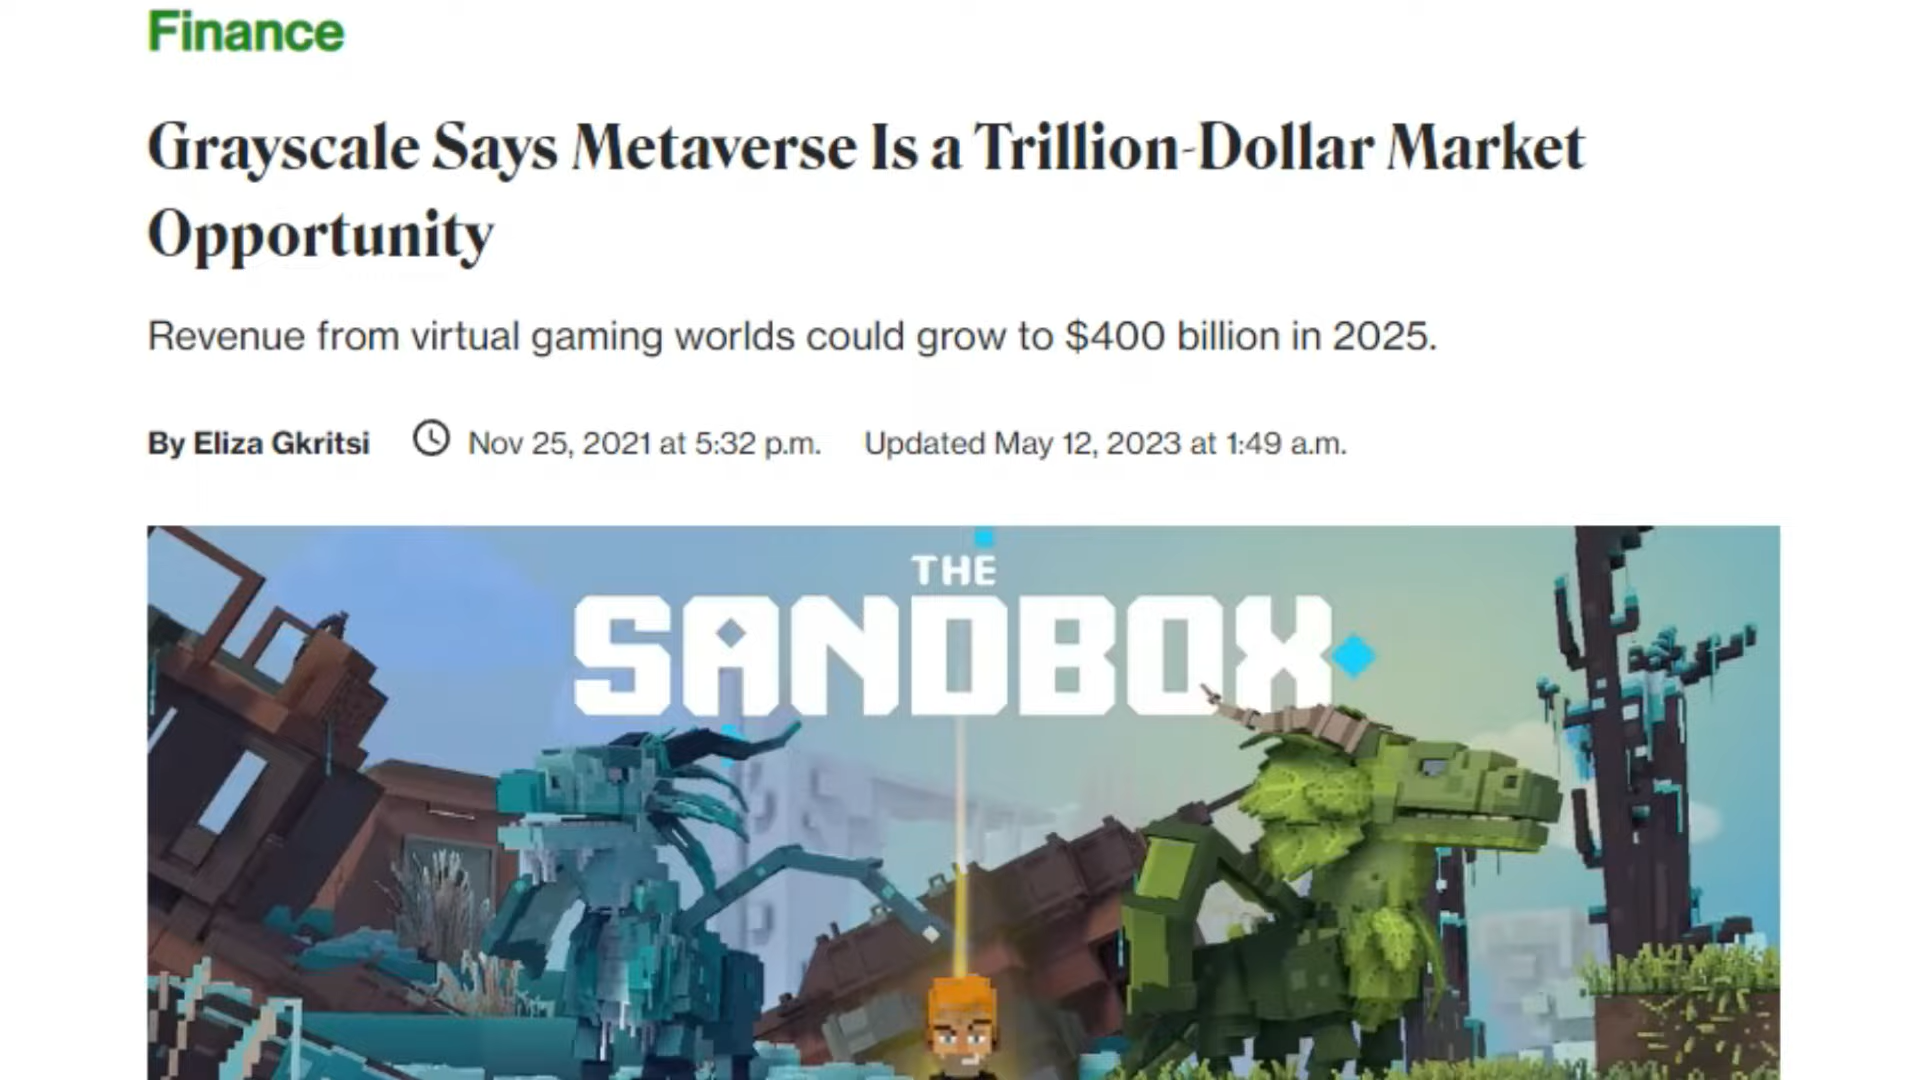 Finance
Grayscale Says Metaverse Is a Trillion-Dollar Market
Opportunity
Revenue from virtual gaming worlds could grow to $400 billion in 2025.
By Eliza Gkritsi Nov 25, 2021 at 5:32 p.m. Updated May 12, 2023 at 1:49 a.m.
THE
SANDBOX